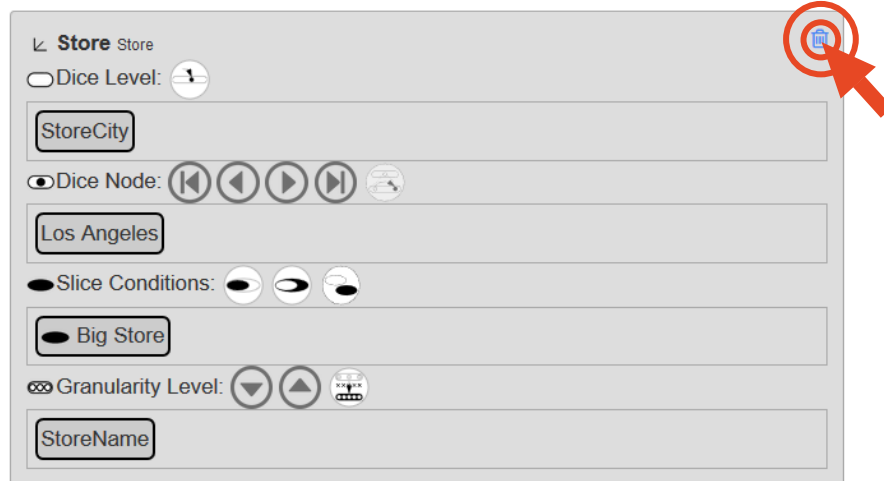 Store Store
Dice Level:
StoreCity
Dice Node:
Los Angeles
Slice Conditions:
Big Store
Granularity Level:
StoreName